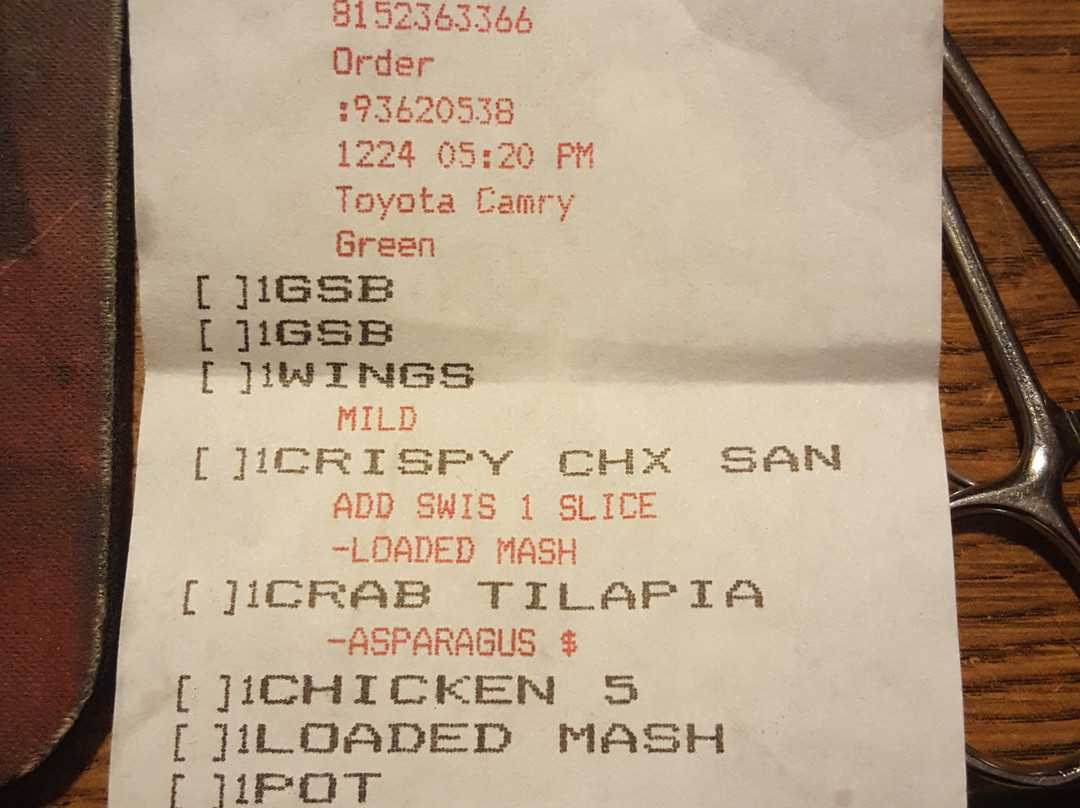 8152363366
Order
:93620538
1224 05:20 PM
Toyota Camry
Green
[ ]1GSB
[ ]1GSB
[ ]1WINGS
MILD
[ ]1CRISPY CHX SAN
ADD SWIS 1 SLICE
-LOADED MASH
[ ]1CRAB TILAPIA
-ASPARAGUS $
[ ]1CHICKEN 5
[ ]1LOADED MASH
[ ]1POT